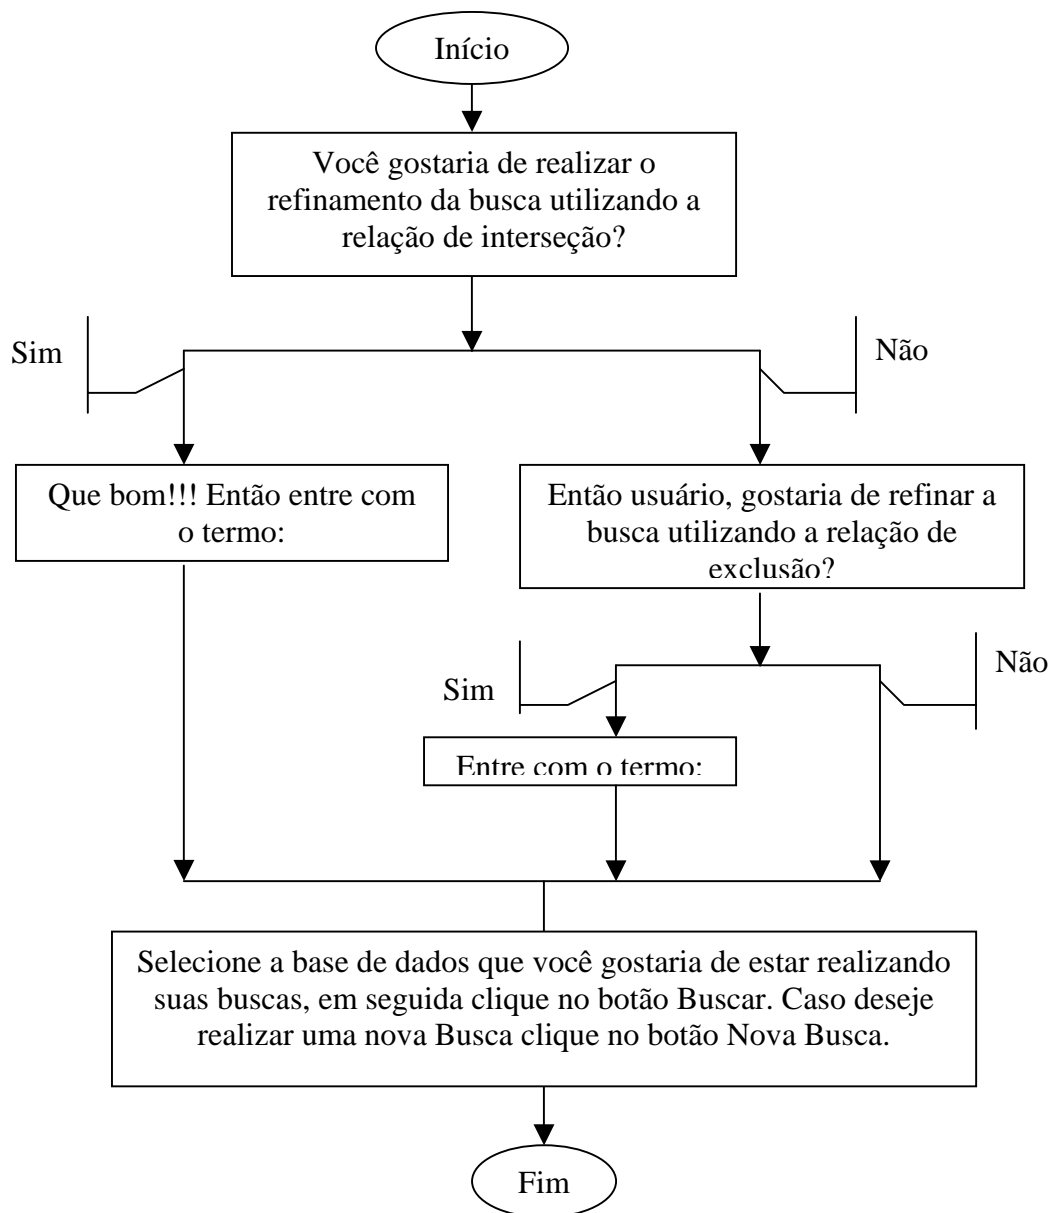 Início
Você gostaria de realizar o
refinamento da busca utilizando a
relação de interseção?
Sim
Não
Que bom!!! Então entre com
o termo:
Então usuário, gostaria de refinar a
busca utilizando a relação de
exclusão?
Sim
Não
Entre com o termo:
Selecione a base de dados que você gostaria de estar realizando
suas buscas, em seguida clique no botão Buscar. Caso deseje
realizar uma nova Busca clique no botão Nova Busca.
Fim